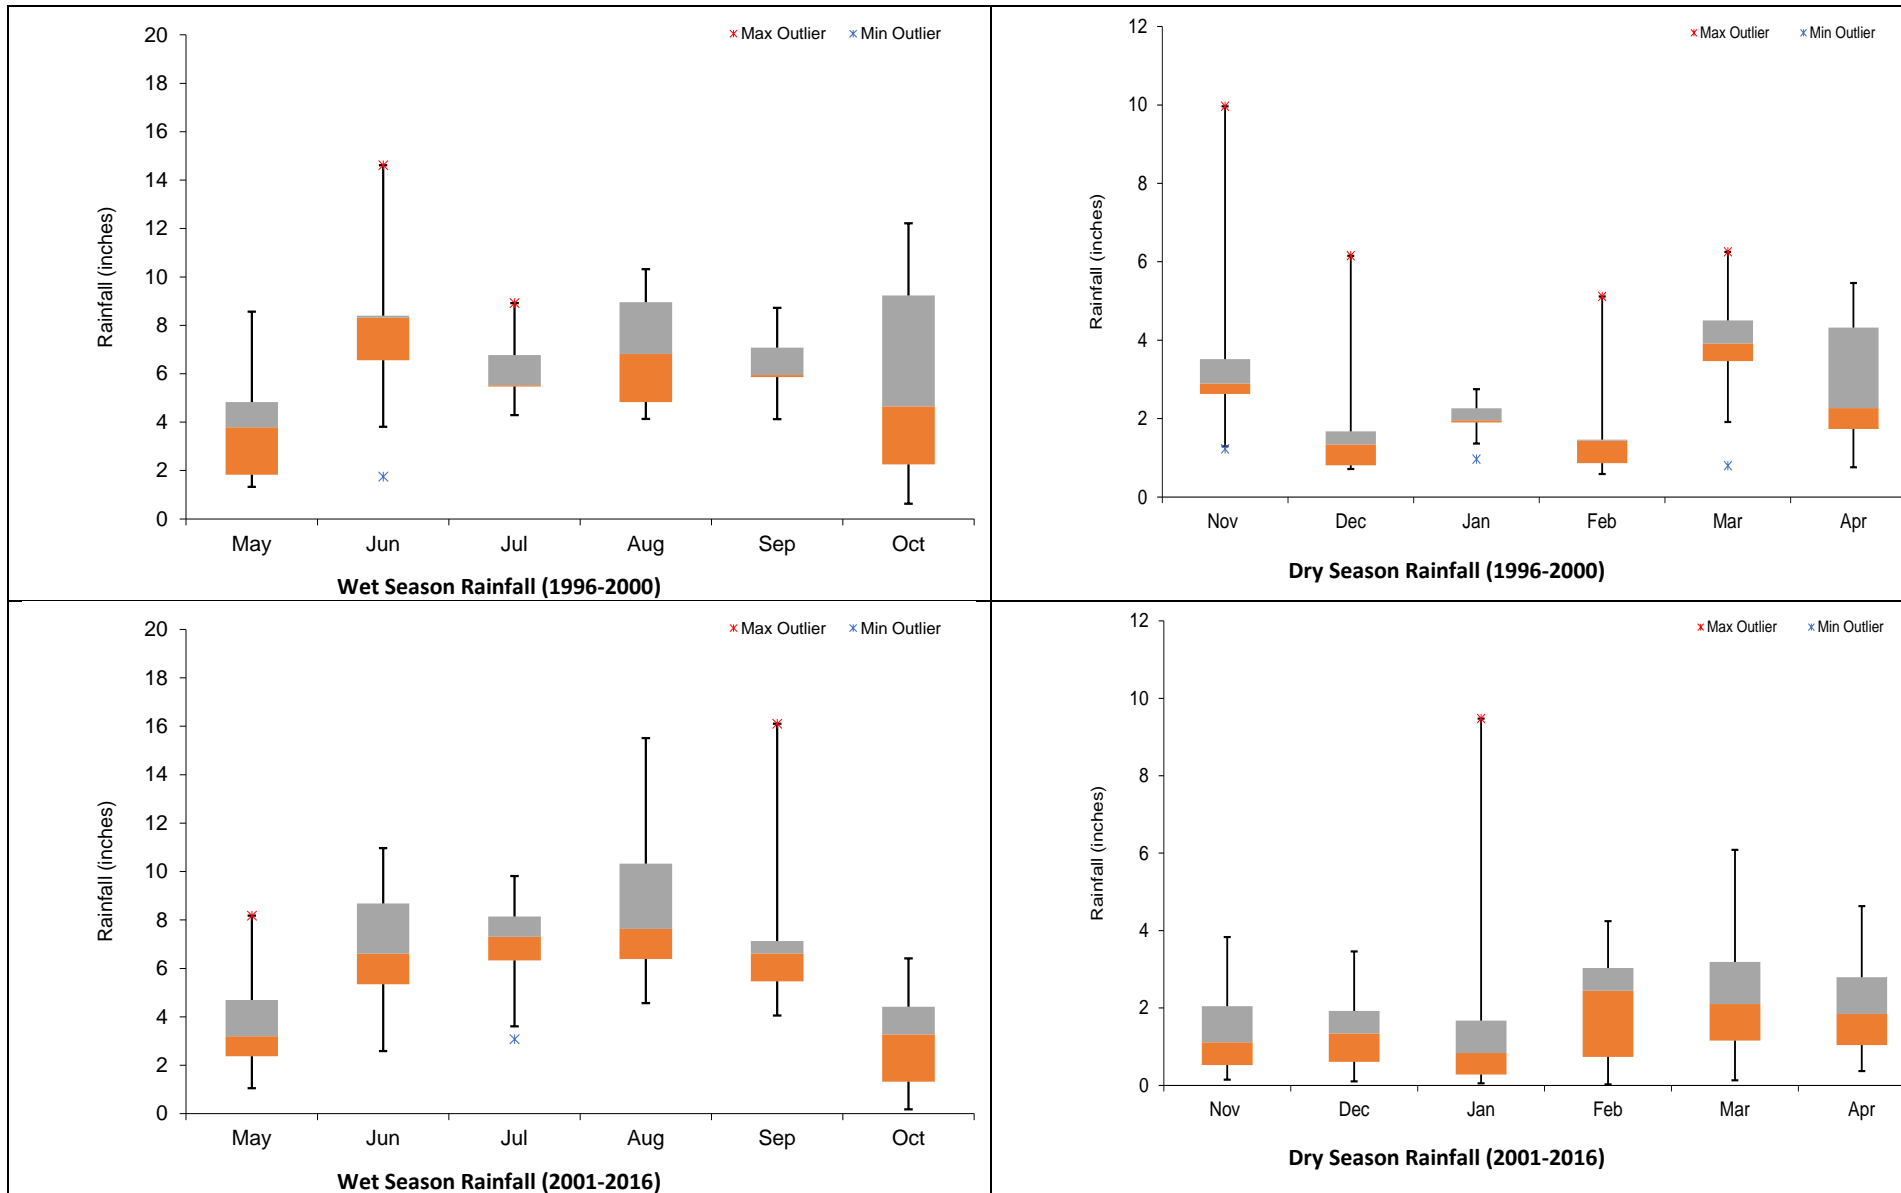 20
18
16
14
12
10
8
6
4
2
0
Rainfall (inches)
Max Outlier Min Outlier
May Jun Jul Aug Sep Oct
Wet Season Rainfall (1996-2000)
12
10
8
6
4
2
0
Rainfall (inches)
Max Outlier Min Outlier
Nov Dec Jan Feb Mar Apr
Dry Season Rainfall (1996-2000)
20
18
16
14
12
10
8
6
4
2
0
Rainfall (inches)
Max Outlier Min Outlier
May Jun Jul Aug Sep Oct
Wet Season Rainfall (2001-2016)
12
10
8
6
4
2
0
Rainfall (inches)
Max Outlier Min Outlier
Nov Dec Jan Feb Mar Apr
Dry Season Rainfall (2001-2016)